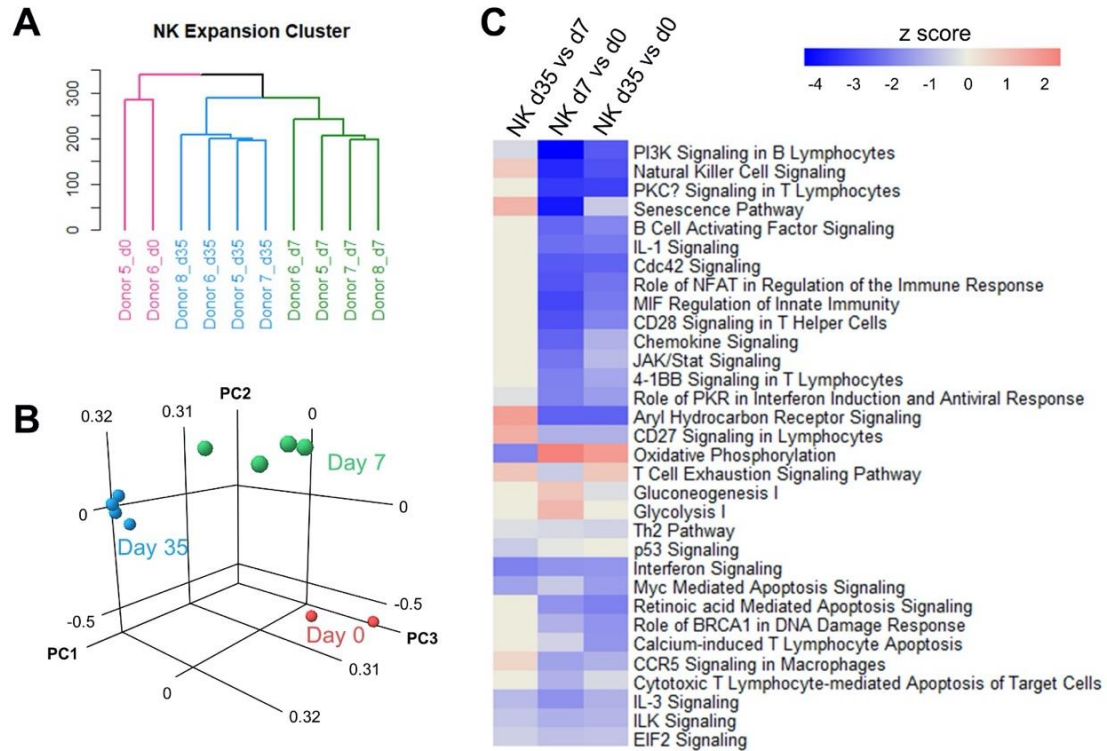 A
NK Expansion Cluster
0
100
200
300
Donor 5_d0
Donor 6_d0
Donor 8_d35
Donor 6_d35
Donor 5_d35
Donor 7_d35
Donor 6_d7
Donor 5_d7
Donor 7_d7
Donor 8_d7
B
PC2
0.32
0.31
0
Day 7
0
0
Day 35
-0.5
-0.5
Day 0
PC1
PC3
0.31
0
0.32
C
NK d35 vs d7
NK d7 vs d0
NK d35 vs d0
z score
-4 -3 -2 -1 0 1 2
PI3K Signaling in B Lymphocytes
Natural Killer Cell Signaling
PKC? Signaling in T Lymphocytes
Senescence Pathway
B Cell Activating Factor Signaling
IL-1 Signaling
Cdc42 Signaling
Role of NFAT in Regulation of the Immune Response
MIF Regulation of Innate Immunity
CD28 Signaling in T Helper Cells
Chemokine Signaling
JAK/Stat Signaling
4-1BB Signaling in T Lymphocytes
Role of PKR in Interferon Induction and Antiviral Response
Aryl Hydrocarbon Receptor Signaling
CD27 Signaling in Lymphocytes
Oxidative Phosphorylation
T Cell Exhaustion Signaling Pathway
Gluconeogenesis I
Glycolysis I
Th2 Pathway
p53 Signaling
Interferon Signaling
Myc Mediated Apoptosis Signaling
Retinoic acid Mediated Apoptosis Signaling
Role of BRCA1 in DNA Damage Response
Calcium-induced T Lymphocyte Apoptosis
CCR5 Signaling in Macrophages
Cytotoxic T Lymphocyte-mediated Apoptosis of Target Cells
IL-3 Signaling
ILK Signaling
EIF2 Signaling